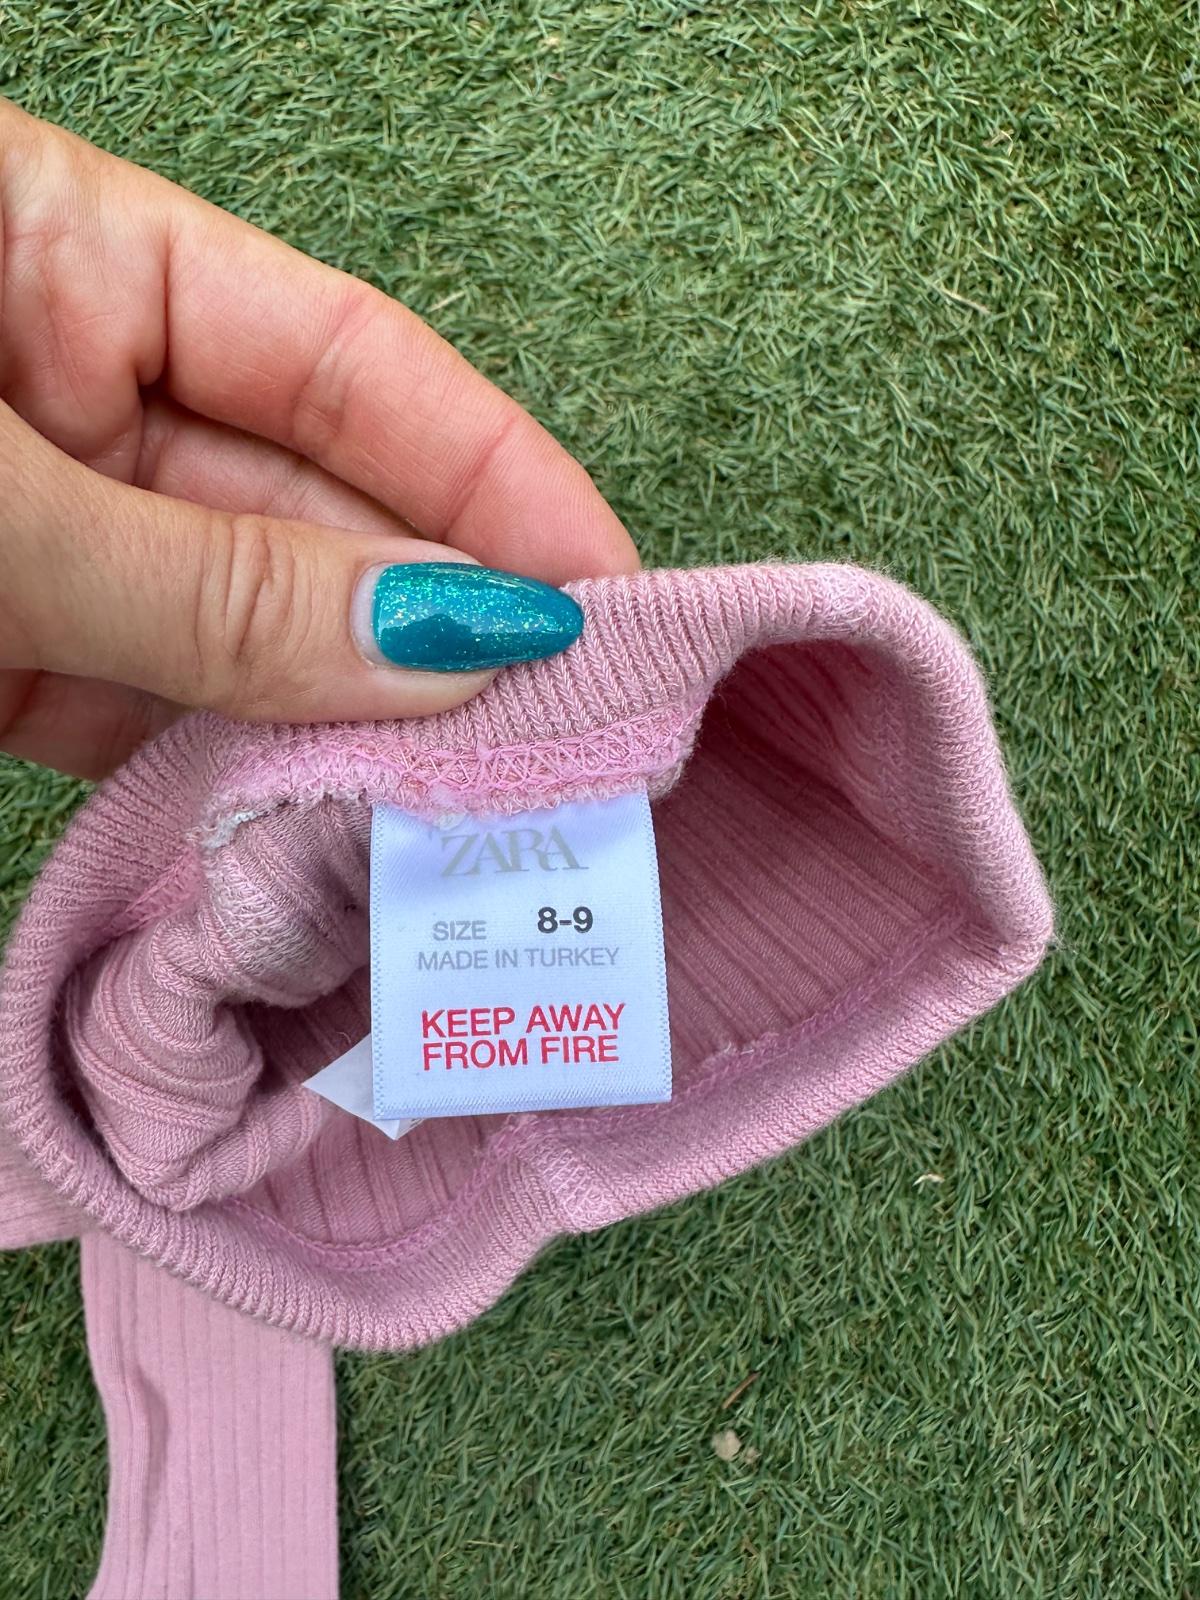 ZARA
SIZE 8-9
MADE IN TURKEY
KEEP AWAY
FROM FIRE